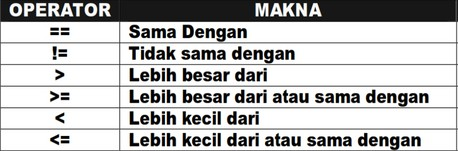 OPERATOR MAKNA
== Sama Dengan
!= Tidak sama dengan
> Lebih besar dari
>= Lebih besar dari atau sama dengan
< Lebih kecil dari
<= Lebih kecil dari atau sama dengan